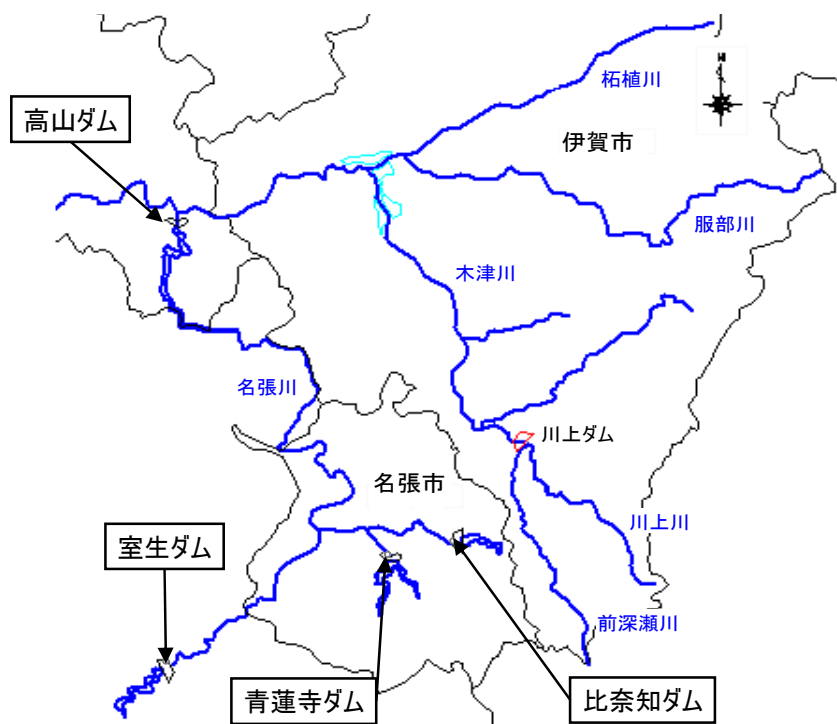 柘植川
N
高山ダム
伊賀市
服部川
木津川
名張川
川上ダム
名張市
川上川
室生ダム
前深瀬川
青蓮寺ダム
比奈知ダム